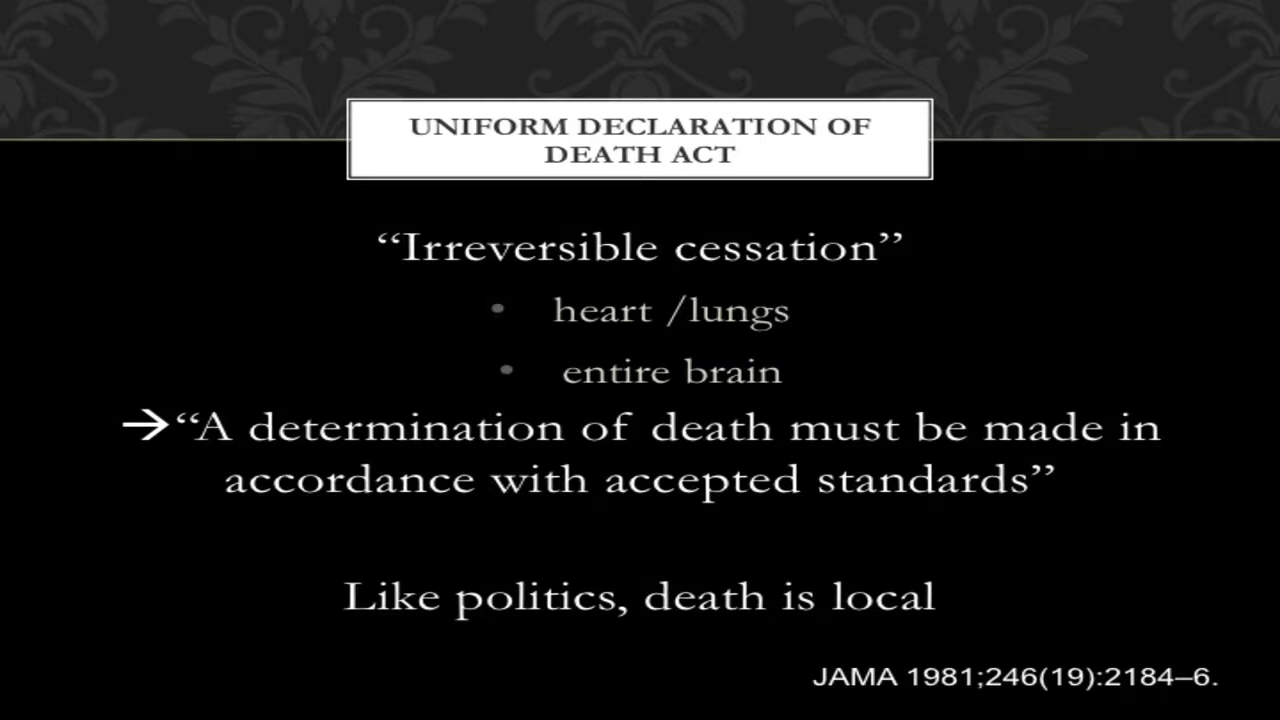 UNIFORM DECLARATION OF
DEATH ACT
“Irreversible cessation”
• heart /lungs
• entire brain
→“A determination of death must be made in
accordance with accepted standards”
Like politics, death is local
JAMA 1981;246(19):2184–6.